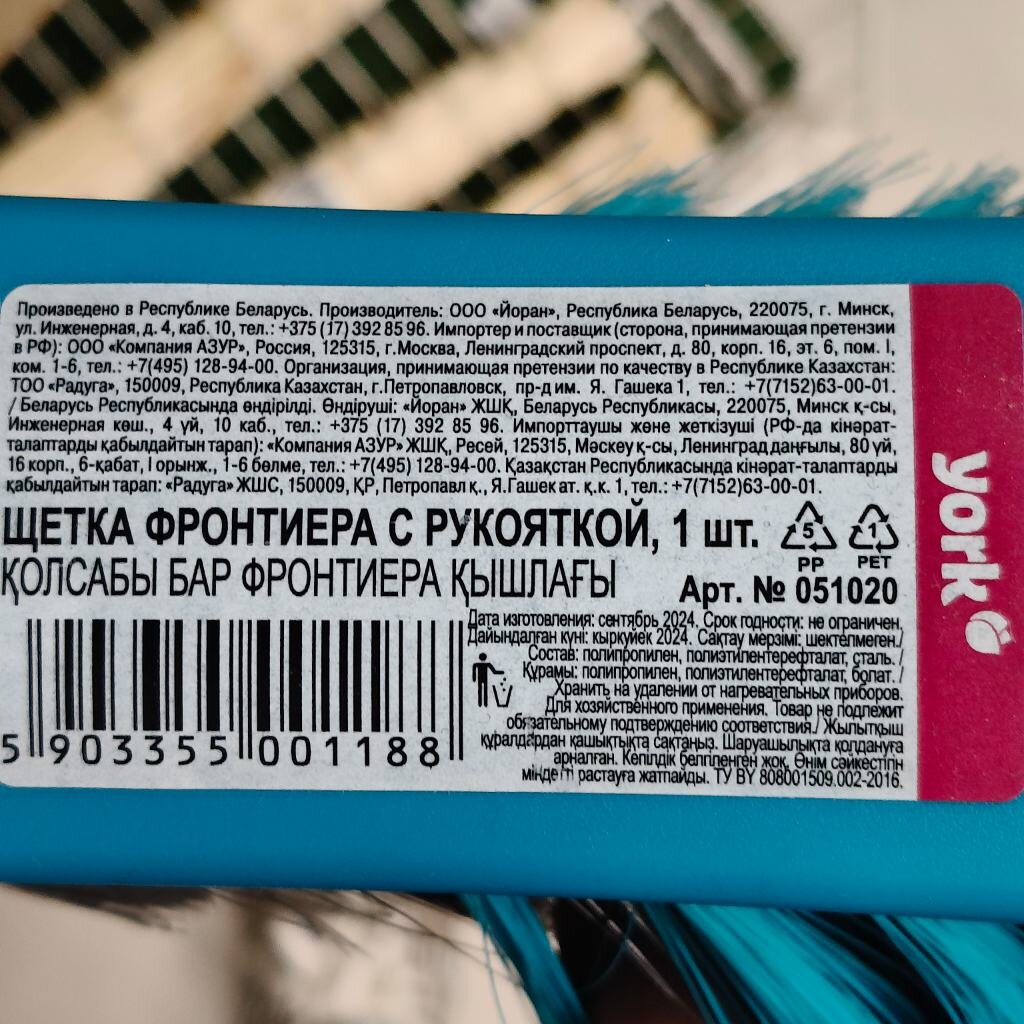 Произведено в Республике Беларусь. Производитель: ООО «Йоран», Республика Беларусь, 220075, г. Минск,
ул. Инженерная, д. 4, каб. 10, тел.: +375 (17) 392 85 96. Импортер и поставщик (сторона, принимающая претензии
в РФ): ООО «Компания АЗУР», Россия, 125315, г.Москва, Ленинградский проспект, д. 80, корп. 16, эт. 6, пом. I,
ком. 1-6, тел.: +7(495) 128-94-00. Организация, принимающая претензии по качеству в Республике Казахстан:
ТОО «Радуга», 150009, Республика Казахстан, г.Петропавловск, пр-д им. Я. Гашека 1, тел.: +7(7152)63-00-01.
/ Беларусь Республикасында өндірілді. Өндіруші: «Йоран» ЖШҚ, Беларусь Республикасы, 220075, Минск қ-сы,
Инженерная көш., 4 үй, 10 каб., тел.: +375 (17) 392 85 96. Импорттаушы және жеткізуші (РФ-да кінәрат-
талаптарды қабылдайтын тарап): «Компания АЗУР» ЖШҚ, Ресей, 125315, Мәскеу қ-сы, Ленинград даңғылы, 80 үй,
16 корп., 6-қабат, I орынж., 1-6 бөлме, тел.: +7(495) 128-94-00. Қазақстан Республикасында кінәрат-талаптарды
қабылдайтын тарап: «Радуга» ЖШС, 150009, ҚР, Петропавл қ., Я.Гашек ат. қ.к. 1, тел.: +7(7152)63-00-01.
ЩЕТКА ФРОНТИЕРА С РУКОЯТКОЙ, 1 шт.
5 PP
1 PET
ҚОЛСАБЫ БАР ФРОНТИЕРА ҚЫШЛАҒЫ
Арт. № 051020
Дата изготовления: сентябрь 2024. Срок годности: не ограничен.
Дайындалған күні: кыркуйек 2024. Сақтау мерзімі: шектелмеген./
Состав: полипропилен, полиэтилентерефталат, сталь. /
Құрамы: полипропилен, полиэтилентерефталат, болат. /
Хранить на удалении от нагревательных приборов.
Для хозяйственного применения. Товар не подлежит
обязательному подтверждению соответствия./ Жылытқыш
құралдардан қашықтықта сақтаңыз. Шаруашылықта қолдануға
арналған. Кепілдік белгіленген жоқ. Өнім сәйкестігін
міндетті растауға жатпайды. ТУ BY 808001509.002-2016.
5 903355 001188
york